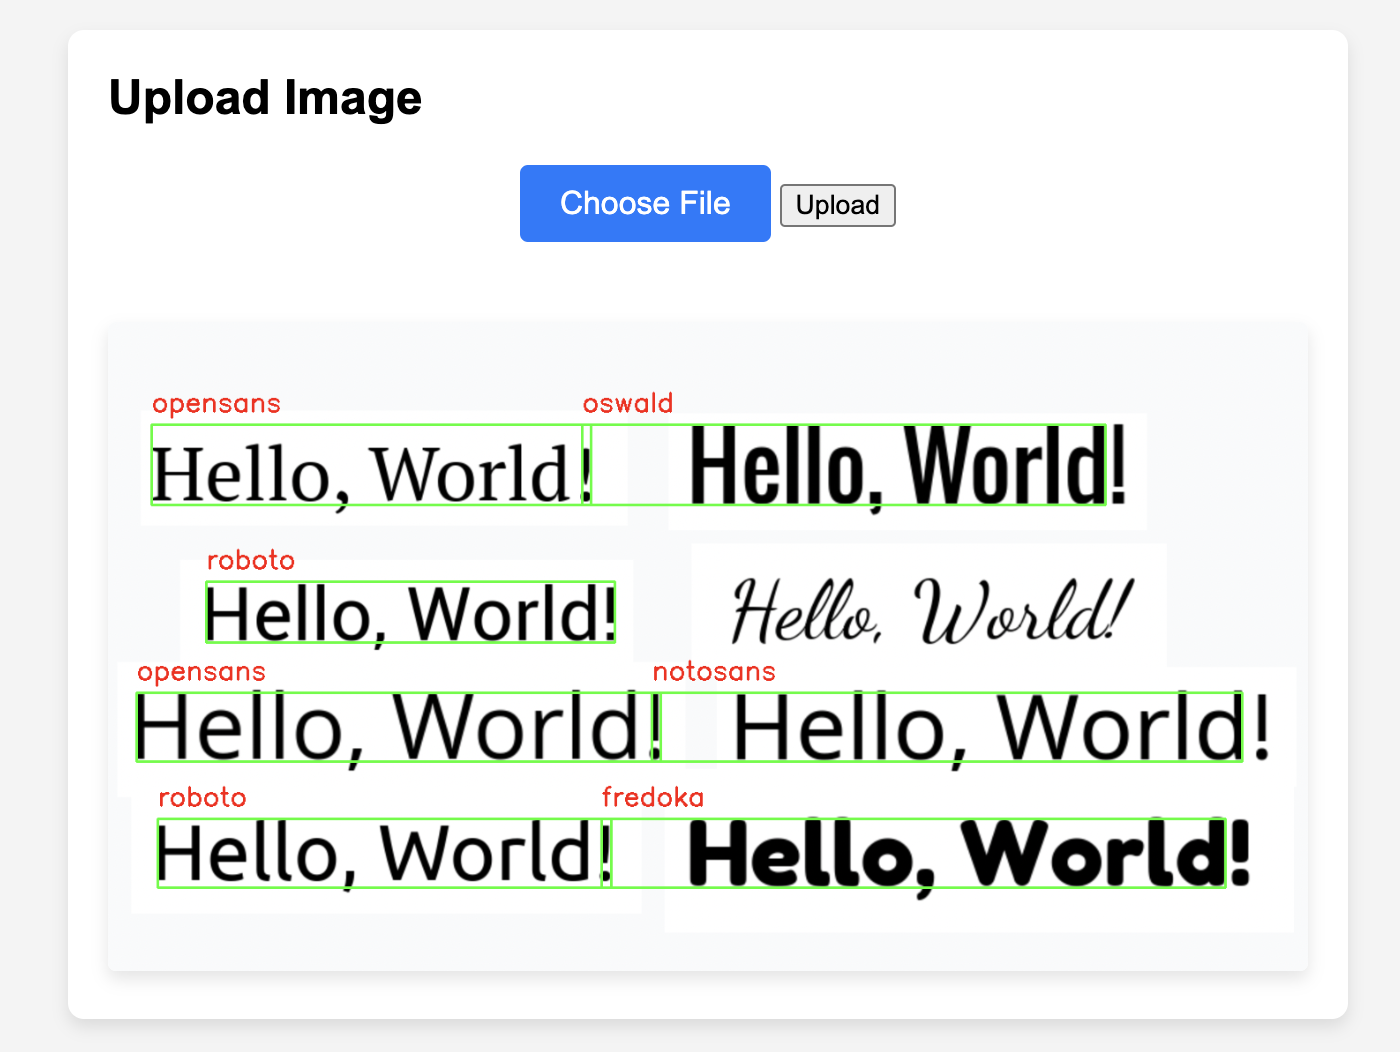 Upload Image
Choose File Upload
opensans oswald
Hello, World! Hello, World!
roboto
Hello, World! Hello, World!
opensans notosans
Hello, World! Hello, World!
roboto fredoka
Hello, World! Hello, World!